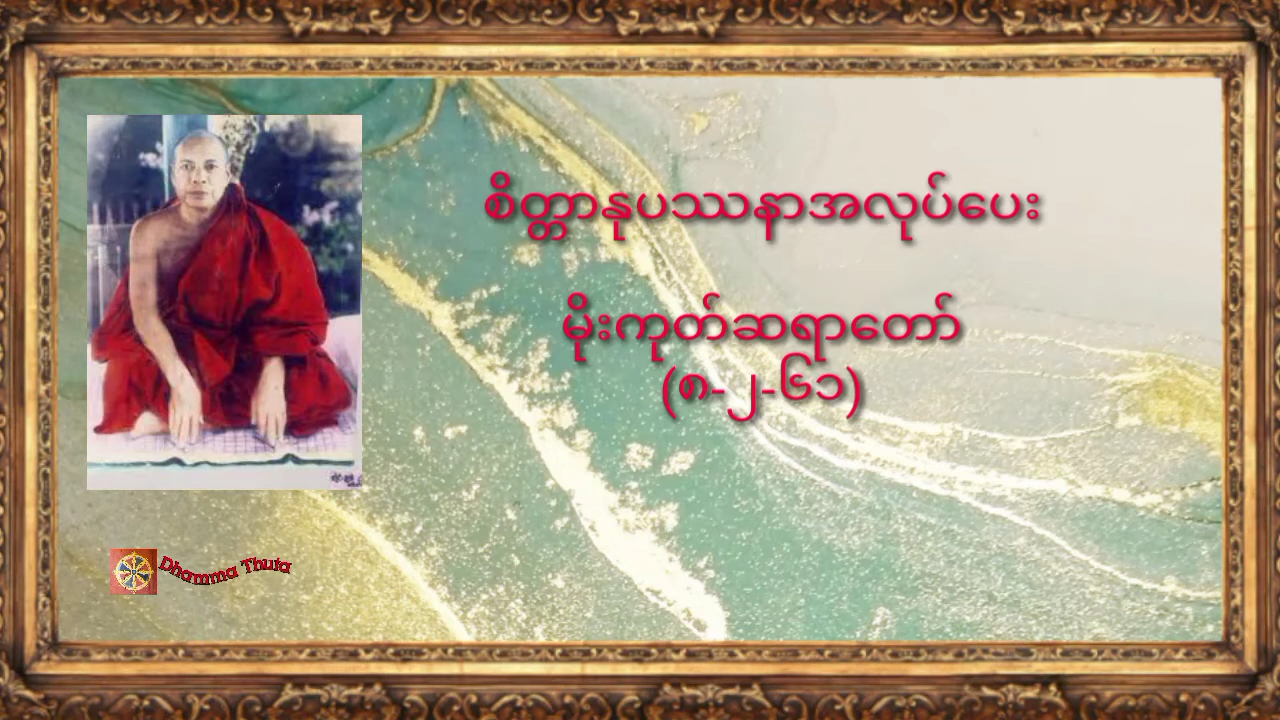 စိတ္တာနုပဿနာအလုပ်ပေး
မိုးကုတ်ဆရာတော်
(၈-၂-၆၁)
Dhamma Thuta